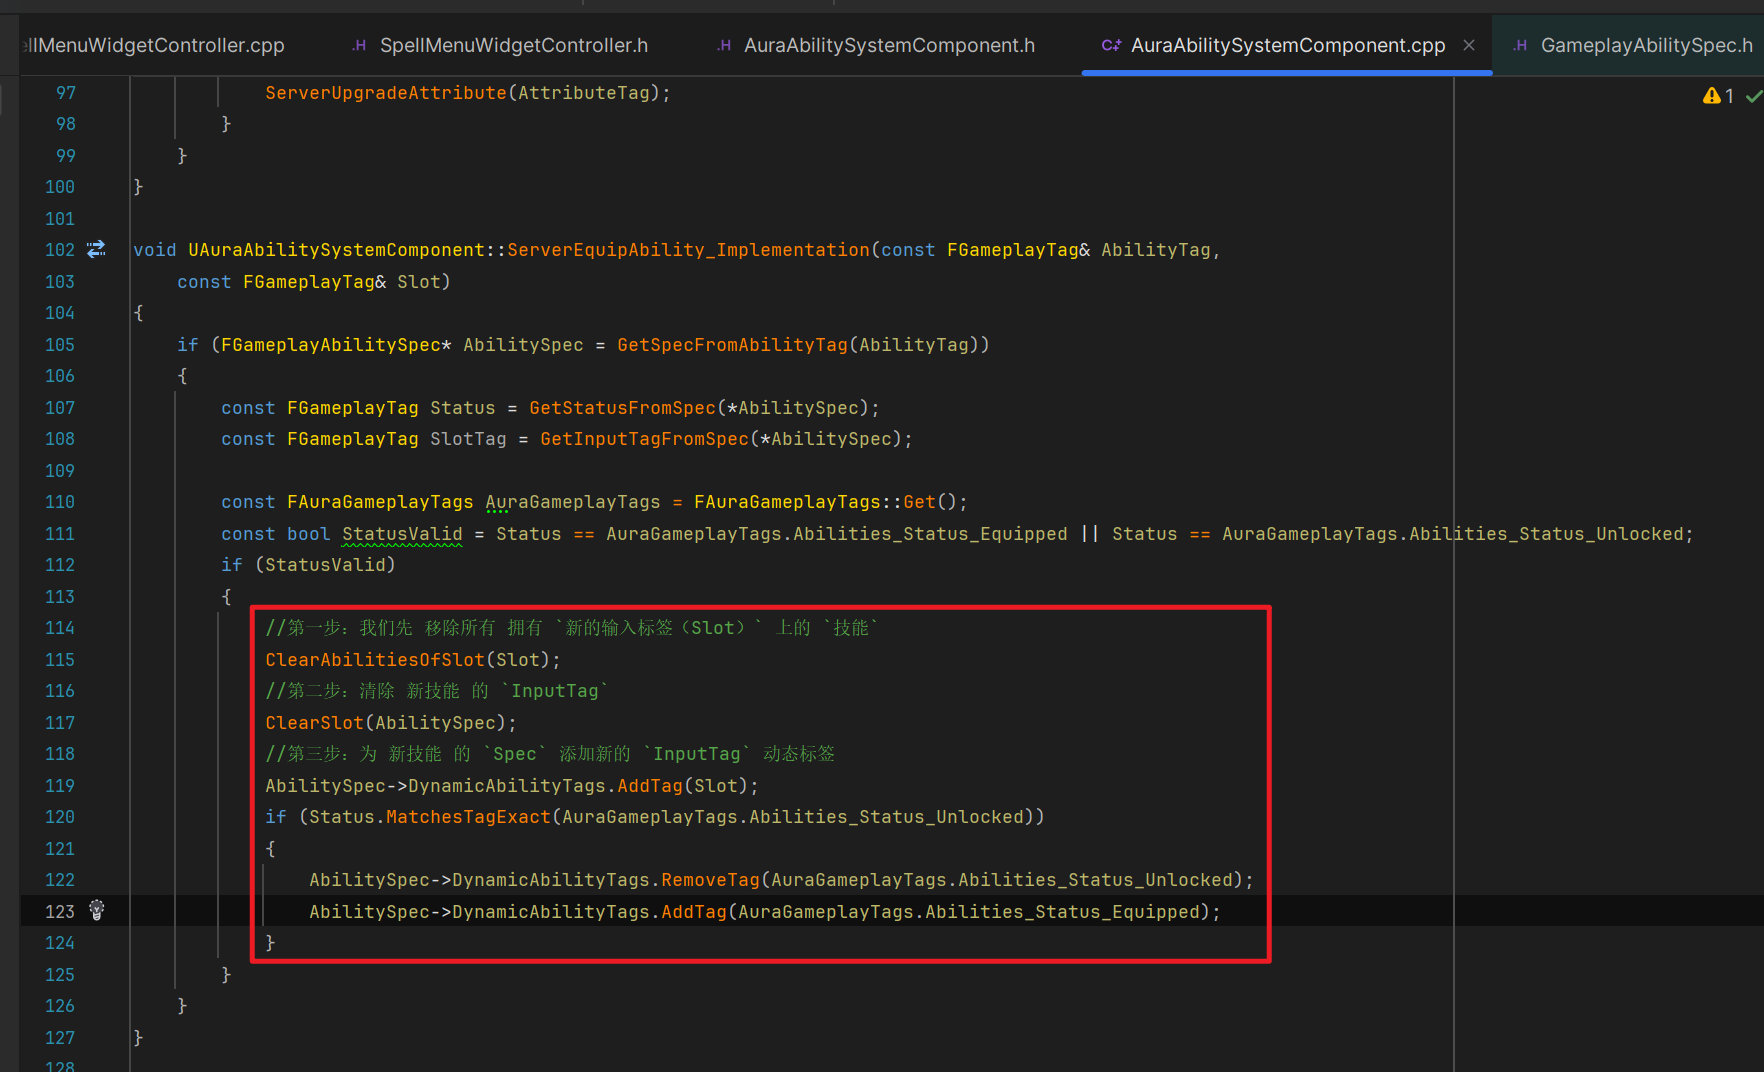 ellMenuWidgetController.cpp .H SpellMenuWidgetController.h .H AuraAbilitySystemComponent.h C++ AuraAbilitySystemComponent.cpp × .H GameplayAbilitySpec.h
97 ServerUpgradeAttribute(AttributeTag); 1
98 }
99 }
100 }
101
102 void UAuraAbilitySystemComponent::ServerEquipAbility_Implementation(const FGameplayTag& AbilityTag,
103 const FGameplayTag& Slot)
104 {
105 if (FGameplayAbilitySpec* AbilitySpec = GetSpecFromAbilityTag(AbilityTag))
106 {
107 const FGameplayTag Status = GetStatusFromSpec(*AbilitySpec);
108 const FGameplayTag SlotTag = GetInputTagFromSpec(*AbilitySpec);
109
110 const FAuraGameplayTags AuraGameplayTags = FAuraGameplayTags::Get();
111 const bool StatusValid = Status == AuraGameplayTags.Abilities_Status_Equipped || Status == AuraGameplayTags.Abilities_Status_Unlocked;
112 if (StatusValid)
113 {
114 //第一步：我们先 移除所有 拥有 `新的输入标签（Slot）` 上的 `技能`
115 ClearAbilitiesOfSlot(Slot);
116 //第二步：清除 新技能 的 `InputTag`
117 ClearSlot(AbilitySpec);
118 //第三步：为 新技能 的 `Spec` 添加新的 `InputTag` 动态标签
119 AbilitySpec->DynamicAbilityTags.AddTag(Slot);
120 if (Status.MatchesTagExact(AuraGameplayTags.Abilities_Status_Unlocked))
121 {
122 AbilitySpec->DynamicAbilityTags.RemoveTag(AuraGameplayTags.Abilities_Status_Unlocked);
123 AbilitySpec->DynamicAbilityTags.AddTag(AuraGameplayTags.Abilities_Status_Equipped);
124 }
125 }
126 }
127 }
128